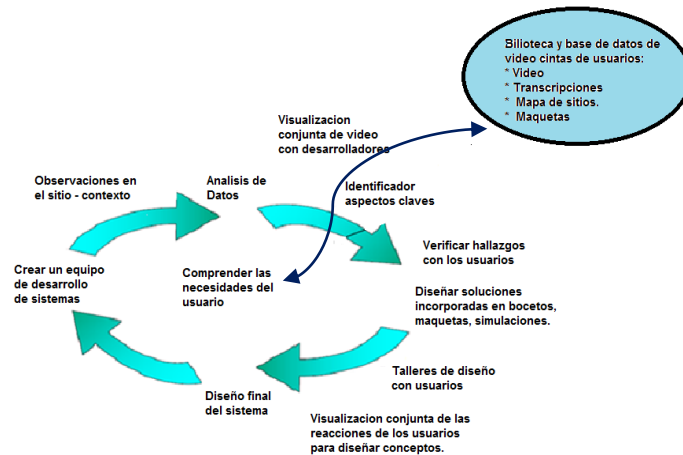 Bilioteca y base de datos de
video cintas de usuarios:
* Video
* Transcripciones
* Mapa de sitios.
* Maquetas
Visualizacion
conjunta de video
con desarrolladores
Observaciones en
el sitio - contexto
Analisis de
Datos
Identificador
aspectos claves
Verificar hallazgos
con los usuarios
Crear un equipo
de desarrollo
de sistemas
Comprender las
necesidades del
usuario
Diseñar soluciones
incorporadas en bocetos,
maquetas, simulaciones.
Talleres de diseño
con usuarios
Diseño final
del sistema
Visualizacion conjunta de las
reacciones de los usuarios
para diseñar conceptos.